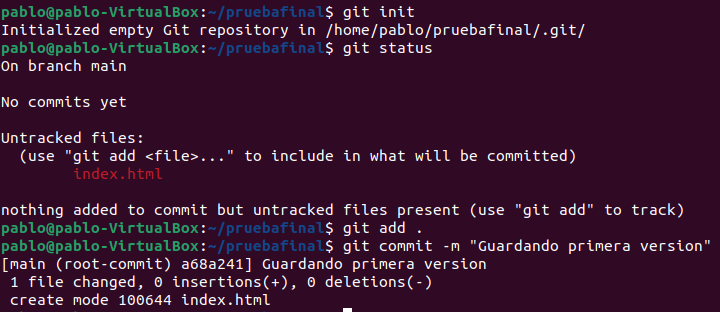 pablo@pablo-VirtualBox:~/pruebafinal$ git init
Initialized empty Git repository in /home/pablo/pruebafinal/.git/
pablo@pablo-VirtualBox:~/pruebafinal$ git status
On branch main
No commits yet
Untracked files:
  (use "git add <file>..." to include in what will be committed)
        index.html
nothing added to commit but untracked files present (use "git add" to track)
pablo@pablo-VirtualBox:~/pruebafinal$ git add .
pablo@pablo-VirtualBox:~/pruebafinal$ git commit -m "Guardando primera version"
[main (root-commit) a68a241] Guardando primera version
 1 file changed, 0 insertions(+), 0 deletions(-)
 create mode 100644 index.html